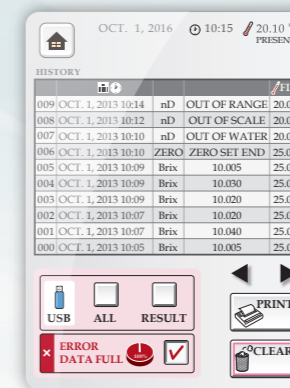 OCT. 1, 2016 10:15 20.10
PRESEN
HISTORY
FI
009 OCT. 1, 2013 10:14 nD OUT OF RANGE 20.0
008 OCT. 1, 2013 10:12 nD OUT OF SCALE 20.0
007 OCT. 1, 2013 10:10 nD OUT OF WATER 20.0
006 OCT. 1, 2013 10:10 ZERO ZERO SET END 25.0
005 OCT. 1, 2013 10:09 Brix 10.005 25.0
004 OCT. 1, 2013 10:09 Brix 10.030 25.0
003 OCT. 1, 2013 10:09 Brix 10.020 25.0
002 OCT. 1, 2013 10:07 Brix 10.020 25.0
001 OCT. 1, 2013 10:07 Brix 10.040 25.0
000 OCT. 1, 2013 10:05 Brix 10.005 25.0
USB ALL RESULT
PRINT
ERROR
DATA FULL 100%
CLEAR